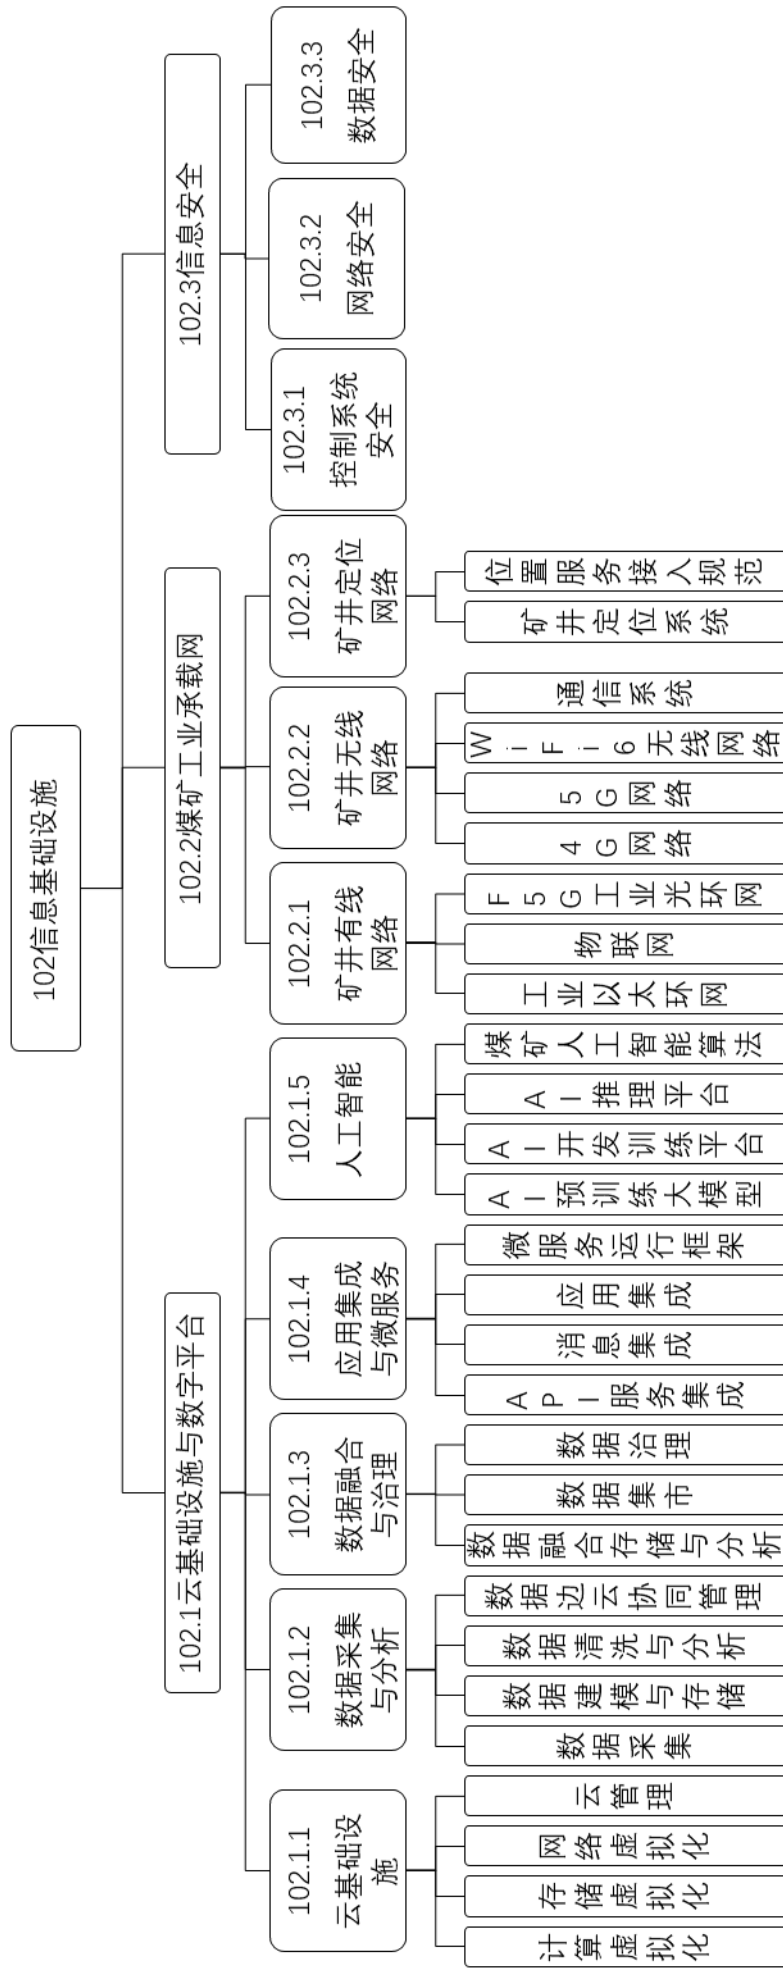 102信息基础设施
102.1云基础设施与数字平台
102.2煤矿工业承载网
102.3信息安全
102.1.1
云基础设
施
102.1.2
数据采集
与分析
102.1.3
数据融合
与治理
102.1.4
应用集成
与微服务
102.1.5
人工智能
102.2.1
矿井有线
网络
102.2.2
矿井无线
网络
102.2.3
矿井定位
网络
102.3.1
控制系统
安全
102.3.2
网络安全
102.3.3
数据安全
计算虚拟化
存储虚拟化
网络虚拟化
云管理
数据采集
数据建模与存储
数据清洗与分析
数据边云协同管理
数据融合存储与分析
数据集市
数据治理
API服务集成
消息集成
应用集成
微服务运行框架
AI预训练大模型
AI开发训练平台
AI推理平台
煤矿人工智能算法
工业以太环网
物联网
F5G工业光环网
4G网络
5G网络
WiFi6无线网络
通信系统
矿井定位系统
位置服务接入规范